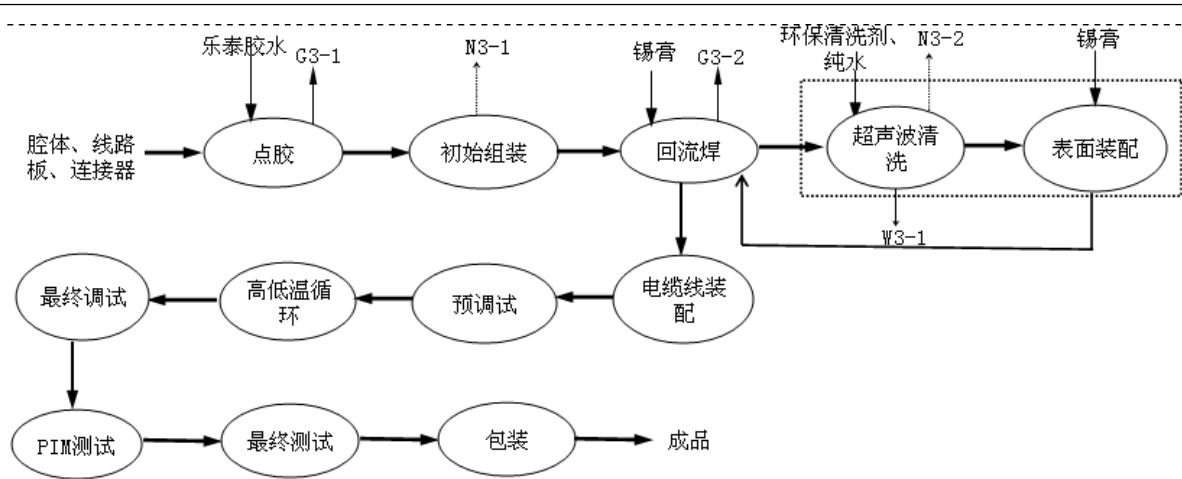 乐泰胶水
G3-1
N3-1
锡膏
G3-2
环保清洗剂、
纯水
N3-2
锡膏
腔体、线路
板、连接器
点胶
初始组装
回流焊
超声波清
洗
表面装配
W3-1
最终调试
高低温循
环
预调试
电缆线装
配
PIM测试
最终测试
包装
成品